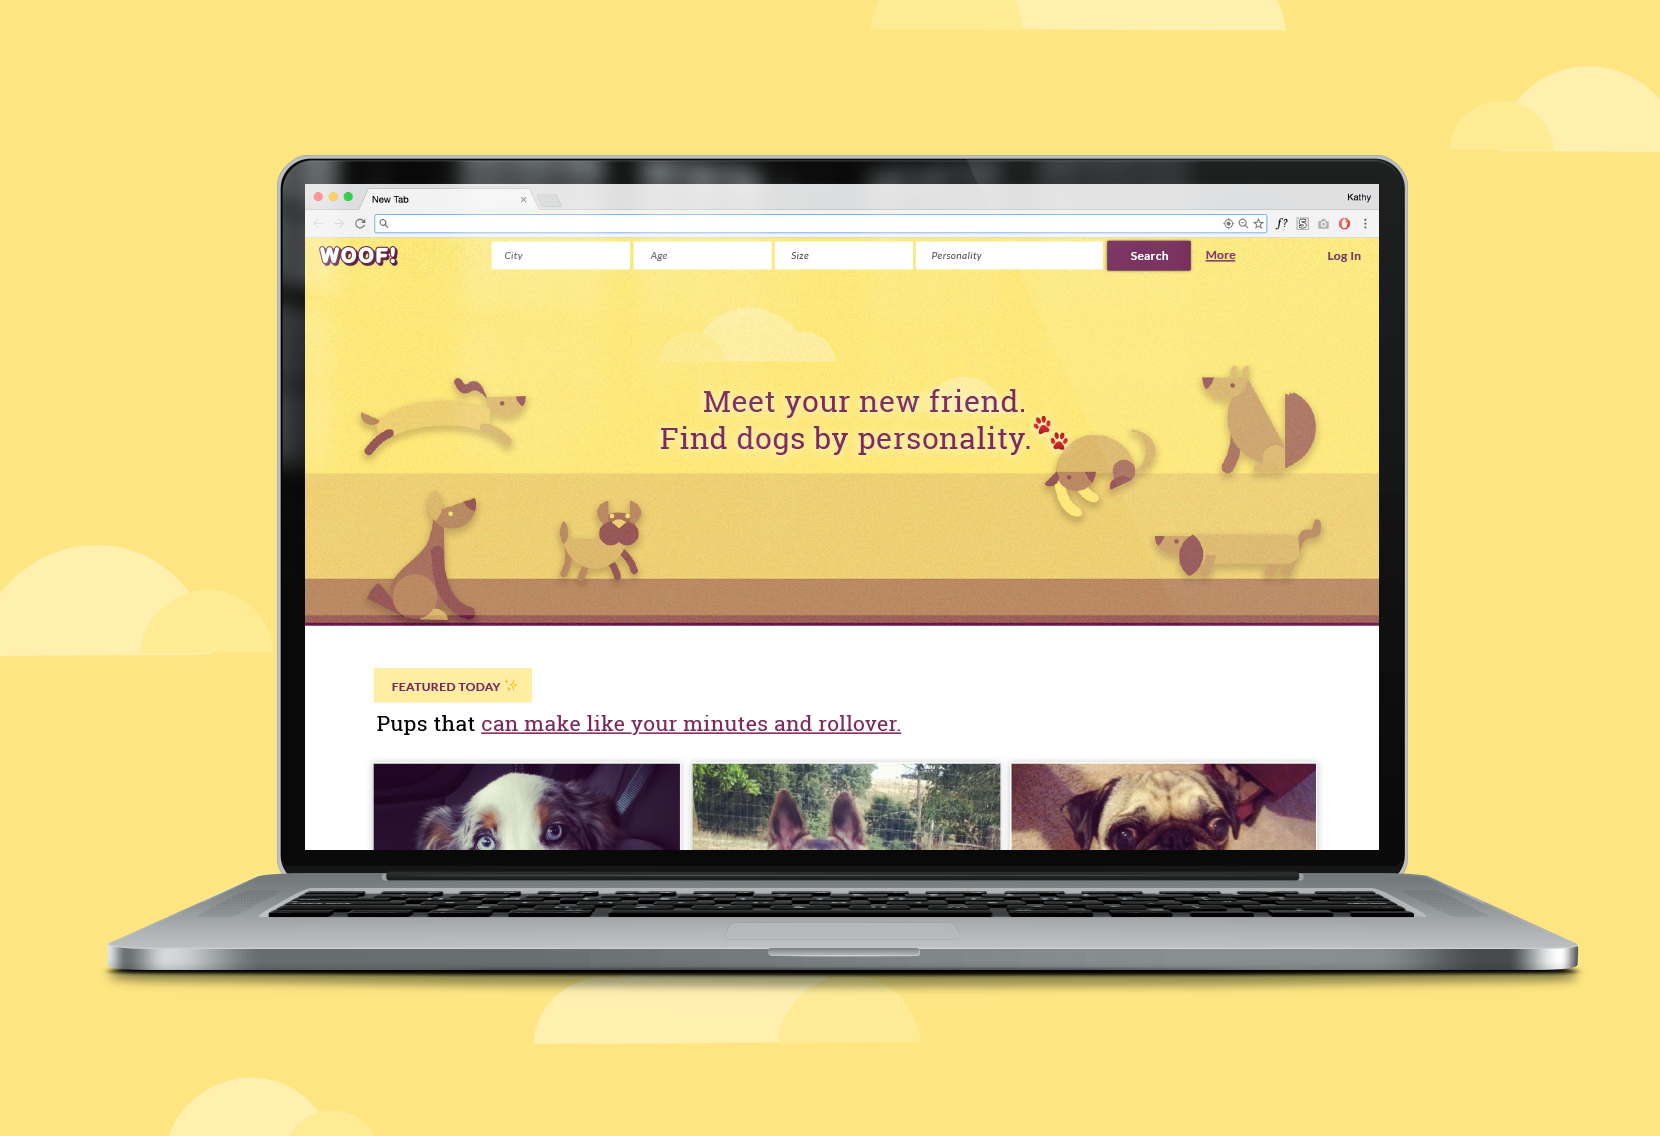 New Tab
Kathy
f?
S
WOOF!
City
Age
Size
Personality
Search
More
Log In
Meet your new friend.
Find dogs by personality.
FEATURED TODAY
Pups that can make like your minutes and rollover.